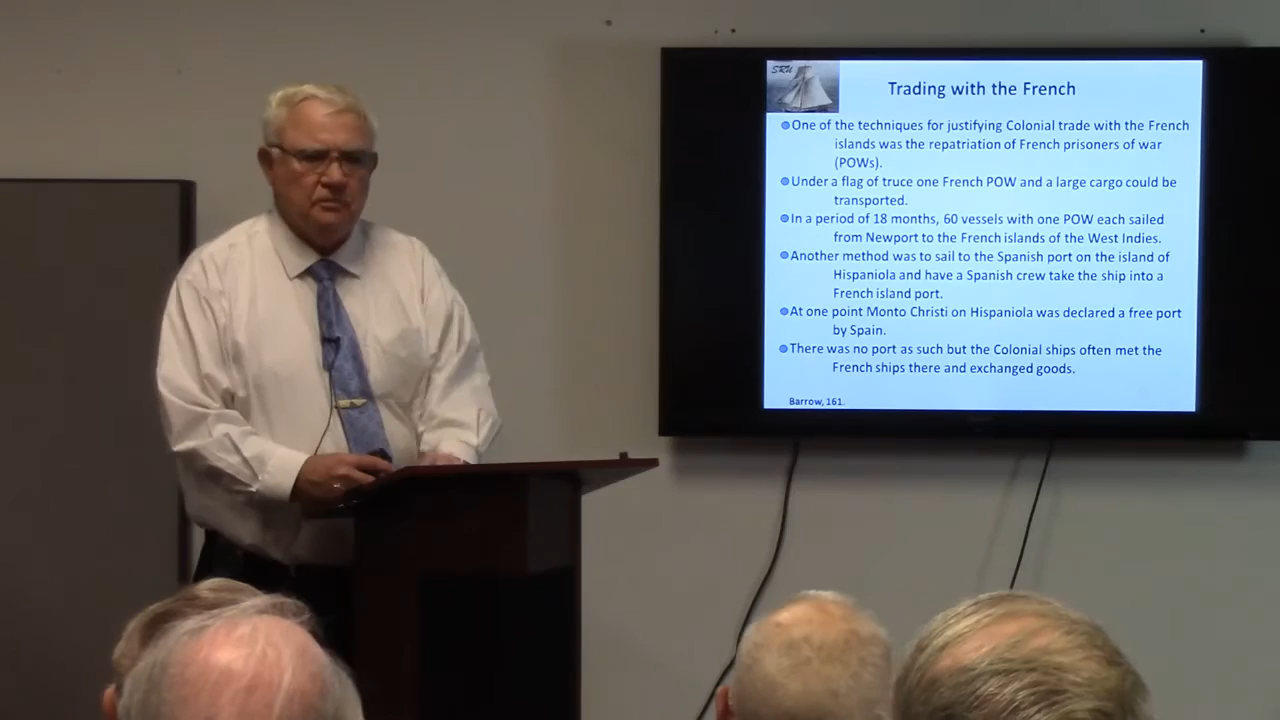 SRU
Trading with the French
One of the techniques for justifying Colonial trade with the French
islands was the repatriation of French prisoners of war
(POWs).
Under a flag of truce one French POW and a large cargo could be
transported.
In a period of 18 months, 60 vessels with one POW each sailed
from Newport to the French islands of the West Indies.
Another method was to sail to the Spanish port on the island of
Hispaniola and have a Spanish crew take the ship into a
French island port.
At one point Monto Christi on Hispaniola was declared a free port
by Spain.
There was no port as such but the Colonial ships often met the
French ships there and exchanged goods.
Barrow, 161.